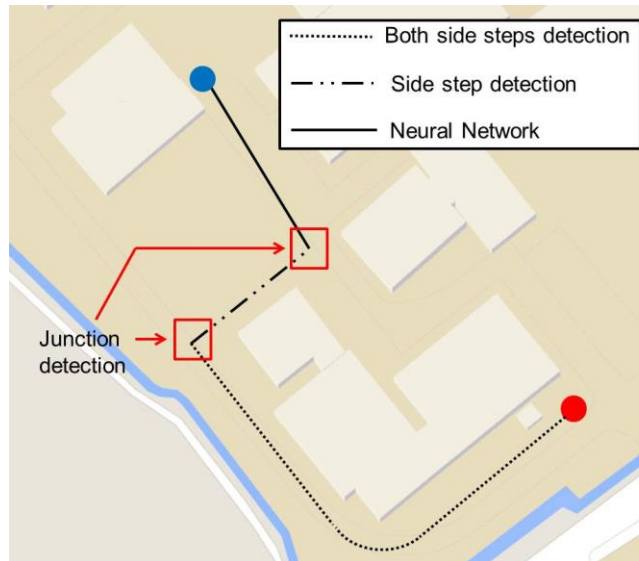 Both side steps detection
Side step detection
Neural Network
Junction
detection